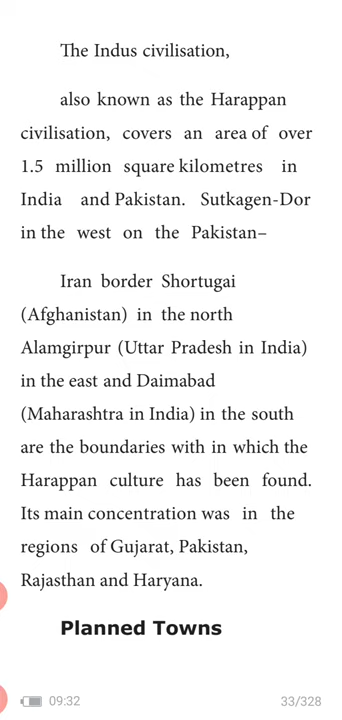 The Indus civilisation,
also known as the Harappan
civilisation, covers an area of over
1.5 million square kilometres in
India and Pakistan. Sutkagen-Dor
in the west on the Pakistan–
Iran border Shortugai
(Afghanistan) in the north
Alamgirpur (Uttar Pradesh in India)
in the east and Daimabad
(Maharashtra in India) in the south
are the boundaries with in which the
Harappan culture has been found.
Its main concentration was in the
regions of Gujarat, Pakistan,
Rajasthan and Haryana.
Planned Towns
09:32 33/328